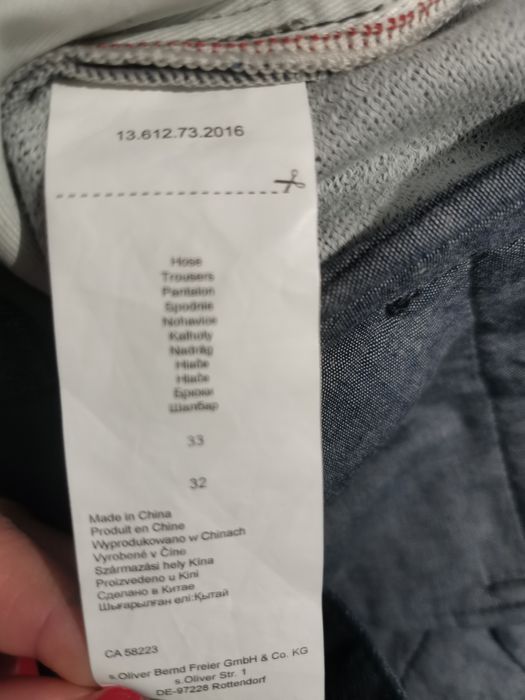 13.612.73.2016
Hose
Trousers
Pantalon
Spodnie
Nohavice
Kalhoty
Nadrág
Hlače
Hlače
Брюки
Шалбар
33
32
Made in China
Produit en Chine
Wyprodukowano w Chinach
Vyrobené v Číne
Származási hely Kína
Proizvedeno u Kini
Сделано в Китае
Шығарылған елі:Қытай
CA 58223
s.Oliver Bernd Freier GmbH & Co. KG
s.Oliver Str. 1
DE-97228 Rottendorf